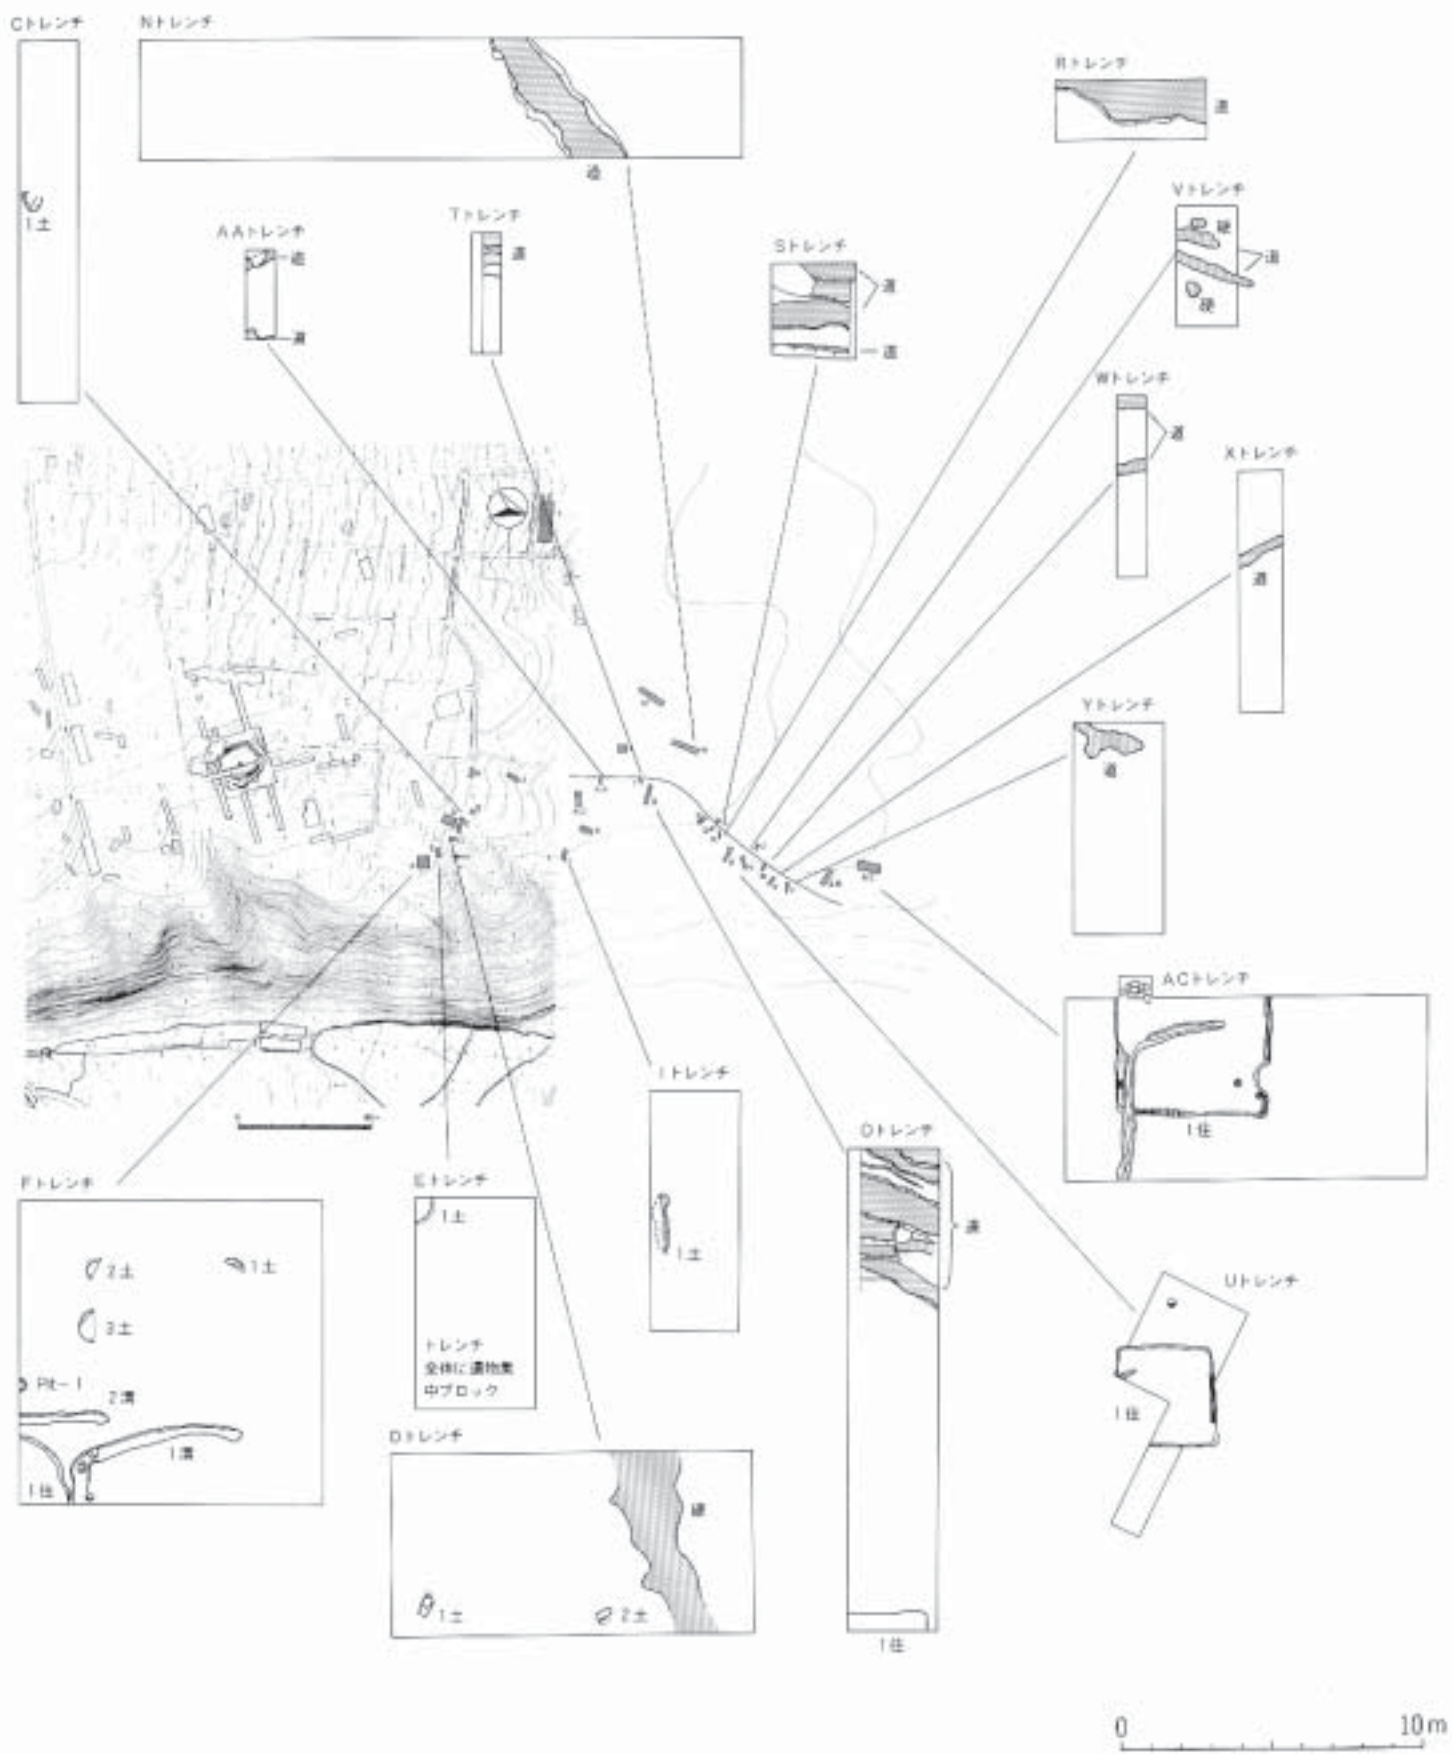 Cトレンチ
1土
Nトレンチ
道
AAトレンチ
道
道
Tトレンチ
道
Sトレンチ
道
道
Rトレンチ
道
Vトレンチ
硬
道
硬
Wトレンチ
道
Xトレンチ
道
Yトレンチ
道
ACトレンチ
1住
Iトレンチ
1土
Oトレンチ
道
1住
Uトレンチ
1住
Fトレンチ
2土
1土
3土
Pit-1
2溝
1溝
1住
Eトレンチ
1土
トレンチ
全体に遺物集
中ブロック
Dトレンチ
硬
1土
2土
0
10m